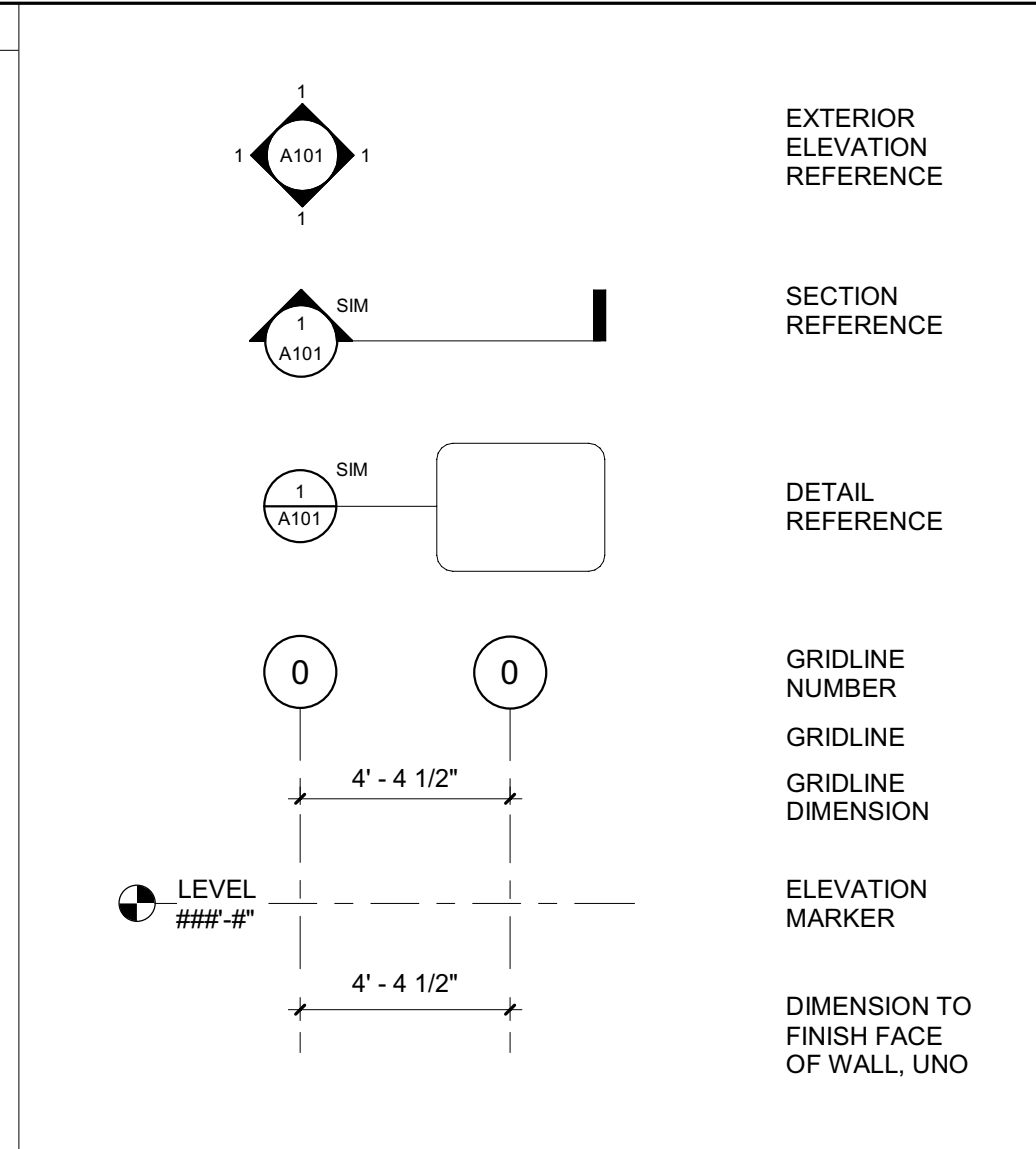 1
1 A101 1
1
EXTERIOR
ELEVATION
REFERENCE
SIM
1
A101
SECTION
REFERENCE
SIM
1
A101
DETAIL
REFERENCE
0 0
GRIDLINE
NUMBER
GRIDLINE
4' - 4 1/2"
GRIDLINE
DIMENSION
LEVEL
###'-#"
ELEVATION
MARKER
4' - 4 1/2"
DIMENSION TO
FINISH FACE
OF WALL, UNO